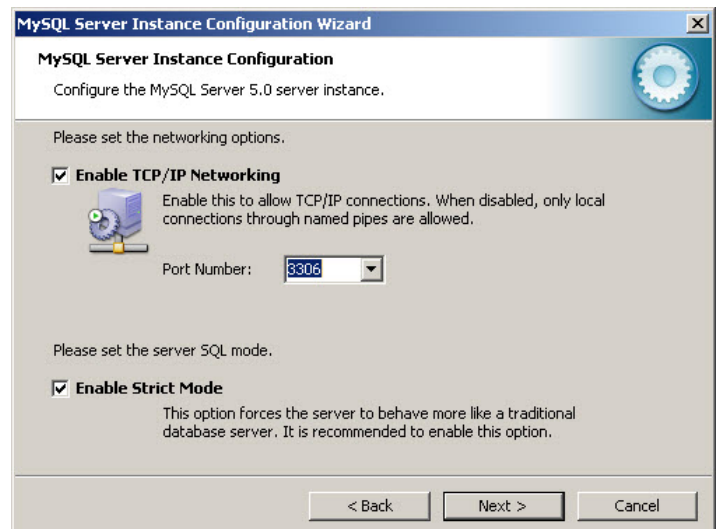 MySQL Server Instance Configuration Wizard
MySQL Server Instance Configuration
Configure the MySQL Server 5.0 server instance.
Please set the networking options.
Enable TCP/IP Networking
Enable this to allow TCP/IP connections. When disabled, only local
connections through named pipes are allowed.
Port Number: 3306
Please set the server SQL mode.
Enable Strict Mode
This option forces the server to behave more like a traditional
database server. It is recommended to enable this option.
< Back Next > Cancel